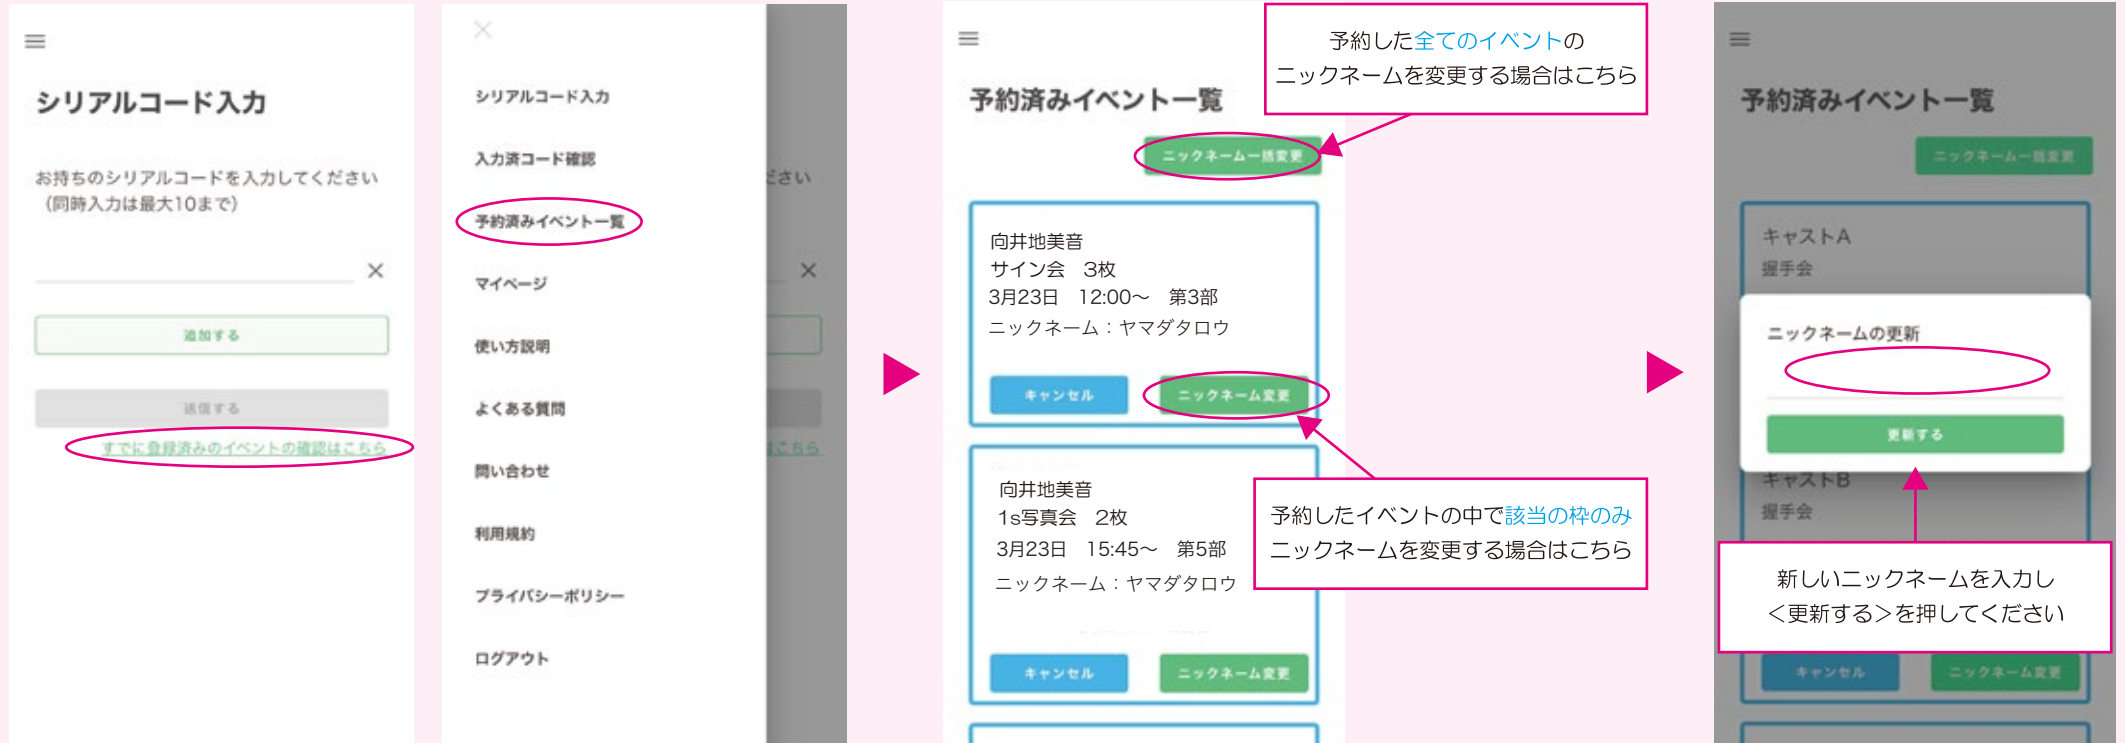 シリアルコード入力
お持ちのシリアルコードを入力してください
（同時入力は最大10まで）
追加する
送信する
すでに登録済みのイベントの確認はこちら
シリアルコード入力
入力済コード確認
予約済みイベント一覧
マイページ
使い方説明
よくある質問
問い合わせ
利用規約
プライバシーポリシー
ログアウト
ださい
はこちら
予約済みイベント一覧
予約した全てのイベントの
ニックネームを変更する場合はこちら
ニックネーム一括変更
向井地美音
サイン会　3枚
3月23日　12:00～　第3部
ニックネーム：ヤマダタロウ
キャンセル
ニックネーム変更
向井地美音
1s写真会　2枚
3月23日　15:45～　第5部
ニックネーム：ヤマダタロウ
予約したイベントの中で該当の枠のみ
ニックネームを変更する場合はこちら
キャンセル
ニックネーム変更
予約済みイベント一覧
ニックネーム一括変更
キャストA
握手会
ニックネームの更新
更新する
キャストB
握手会
新しいニックネームを入力し
＜更新する＞を押してください
キャンセル
ニックネーム変更